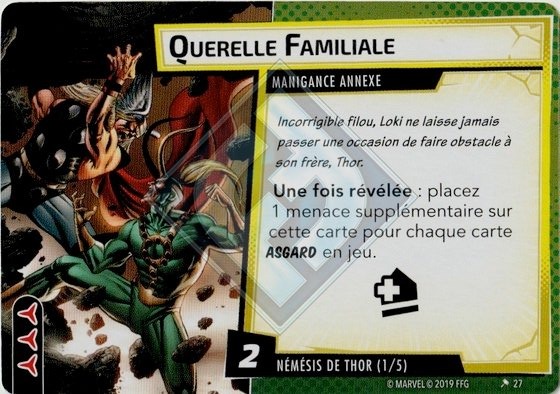 QUERELLE FAMILIALE
MANIGANCE ANNEXE
Incorrigible filou, Loki ne laisse jamais
passer une occasion de faire obstacle à
son frère, Thor.
Une fois révélée : placez
1 menace supplémentaire sur
cette carte pour chaque carte
ASGARD en jeu.
2
NÉMÉSIS DE THOR (1/5)
© MARVEL © 2019 FFG
27